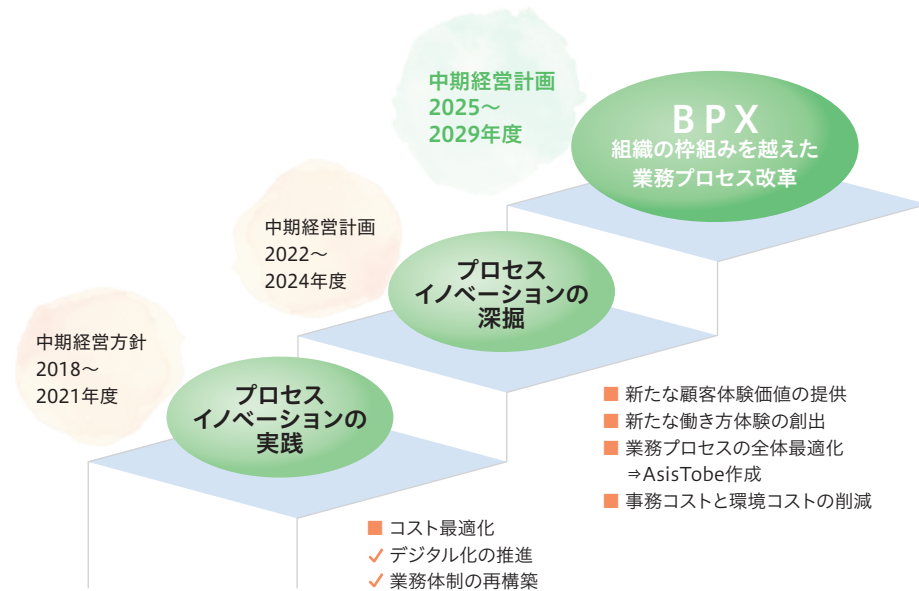 中期経営計画
2025～
2029年度
BPX
組織の枠組みを越えた
業務プロセス改革
中期経営計画
2022～
2024年度
プロセス
イノベーションの
深掘
中期経営方針
2018～
2021年度
プロセス
イノベーションの
実践
■ 新たな顧客体験価値の提供
■ 新たな働き方体験の創出
■ 業務プロセスの全体最適化
⇒AsisTobe作成
■ 事務コストと環境コストの削減
■ コスト最適化
✓ デジタル化の推進
✓ 業務体制の再構築